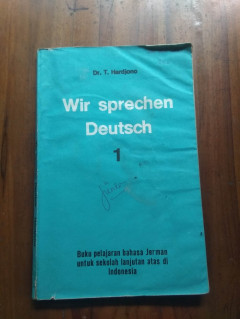 Dr. T. Hardjono
Wir sprechen
Deutsch
1
Buku pelajaran bahasa Jerman
untuk sekolah lanjutan atas di
Indonesia